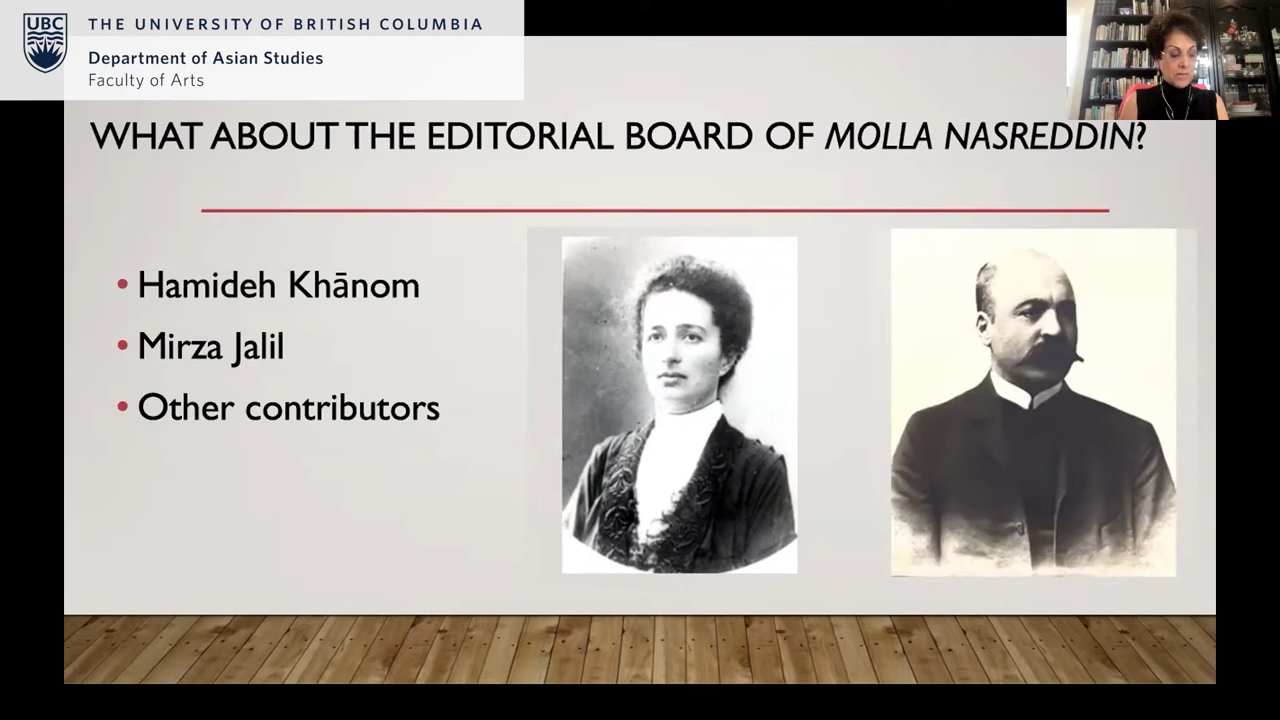 UBC
THE UNIVERSITY OF BRITISH COLUMBIA
Department of Asian Studies
Faculty of Arts
WHAT ABOUT THE EDITORIAL BOARD OF MOLLA NASREDDIN?
• Hamideh Khānom
• Mirza Jalil
• Other contributors